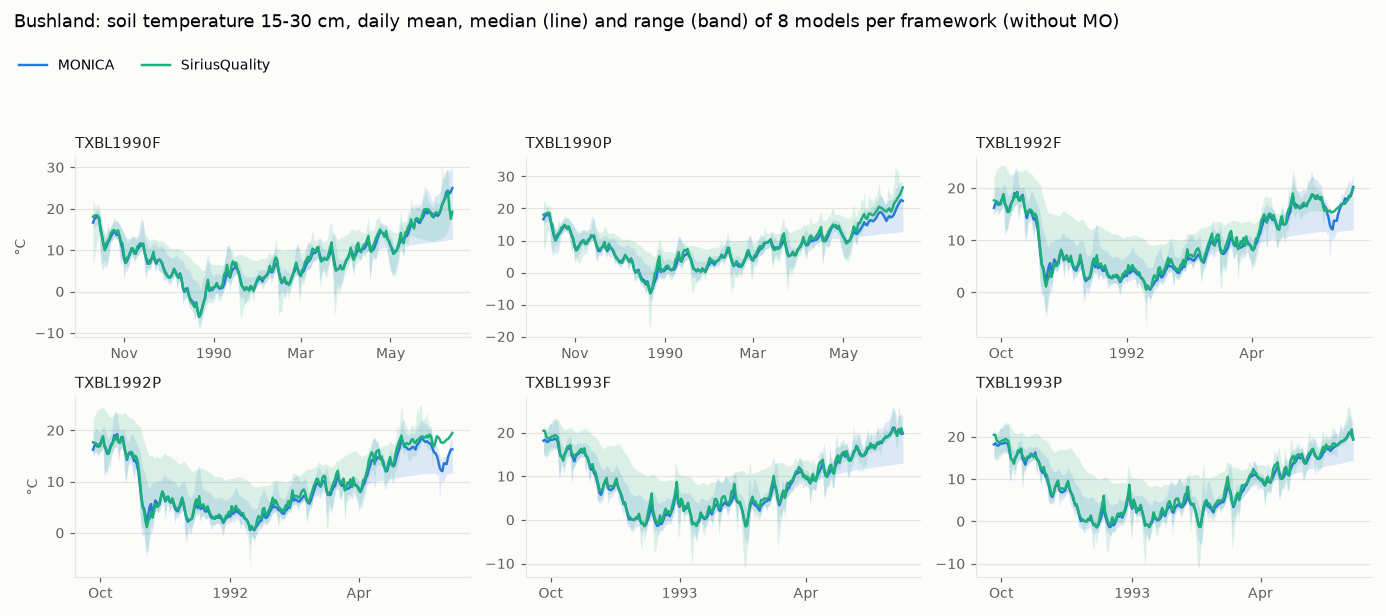 Bushland: soil temperature 15-30 cm, daily mean, median (line) and range (band) of 8 models per framework (without MO)
MONICA SiriusQuality
TXBL1990F TXBL1990P TXBL1992F
30
20
10
0
−10
°C
Nov 1990 Mar May
30
20
10
0
−10
−20
Nov 1990 Mar May
20
10
0
Oct 1992 Apr
TXBL1992P TXBL1993F TXBL1993P
20
10
0
°C
Oct 1992 Apr
20
10
0
−10
Oct 1993 Apr
20
10
0
−10
Oct 1993 Apr